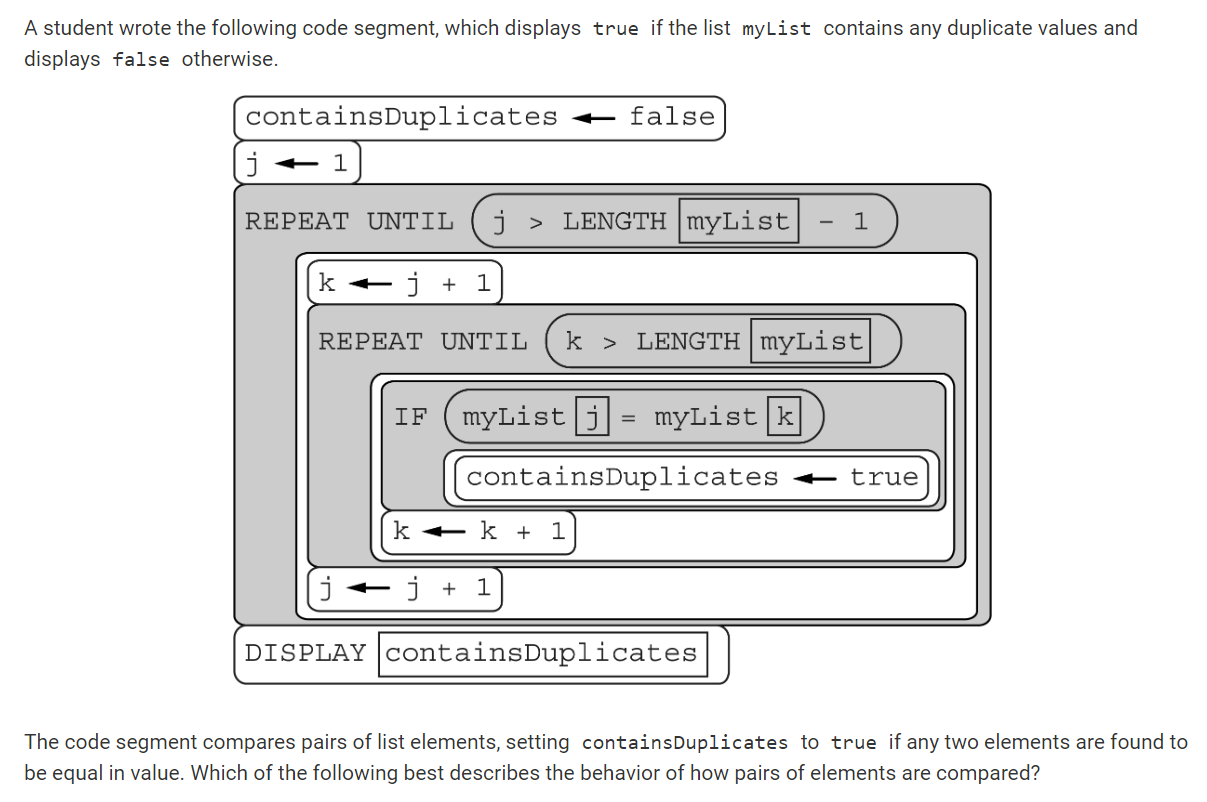 A student wrote the following code segment, which displays true if the list myList contains any duplicate values and
displays false otherwise.
containsDuplicates ← false
j ← 1
REPEAT UNTIL j > LENGTH myList - 1
k ← j + 1
REPEAT UNTIL k > LENGTH myList
IF myList j = myList k
containsDuplicates ← true
k ← k + 1
j ← j + 1
DISPLAY containsDuplicates
The code segment compares pairs of list elements, setting containsDuplicates to true if any two elements are found to
be equal in value. Which of the following best describes the behavior of how pairs of elements are compared?